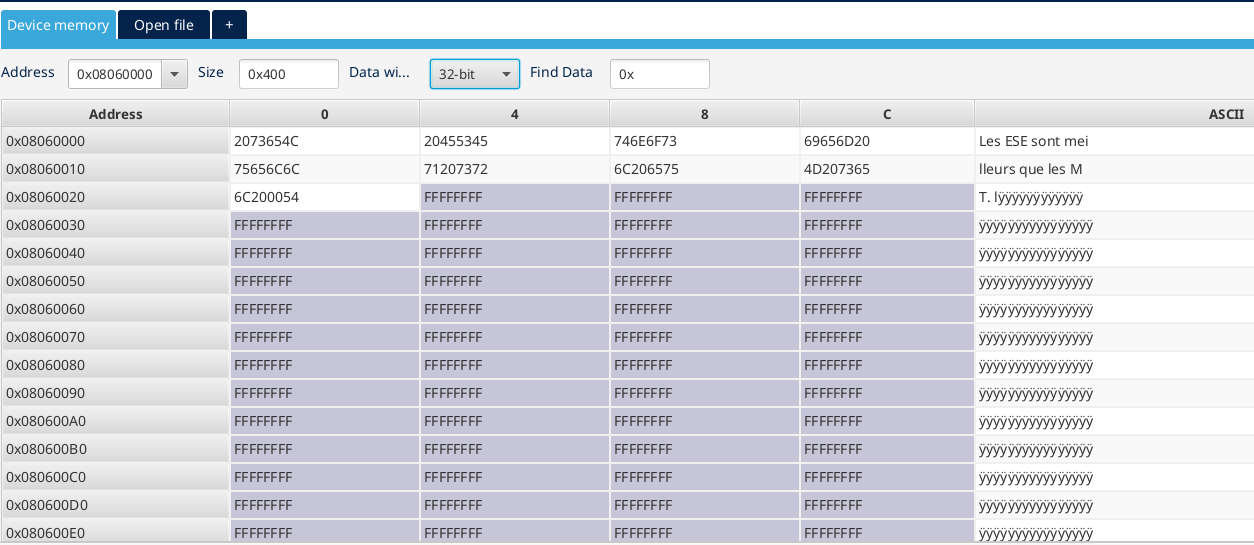 Device memory Open file +
Address 0x08060000 Size 0x400 Data wi... 32-bit Find Data 0x
Address 0 4 8 C ASCII
0x08060000 2073654C 20455345 746E6F73 69656D20 Les ESE sont mei
0x08060010 75656C6C 71207372 6C206575 4D207365 lleurs que les M
0x08060020 6C200054 FFFFFFFF FFFFFFFF FFFFFFFF T. lÿÿÿÿÿÿÿÿÿÿÿÿ
0x08060030 FFFFFFFF FFFFFFFF FFFFFFFF FFFFFFFF ÿÿÿÿÿÿÿÿÿÿÿÿÿÿÿÿ
0x08060040 FFFFFFFF FFFFFFFF FFFFFFFF FFFFFFFF ÿÿÿÿÿÿÿÿÿÿÿÿÿÿÿÿ
0x08060050 FFFFFFFF FFFFFFFF FFFFFFFF FFFFFFFF ÿÿÿÿÿÿÿÿÿÿÿÿÿÿÿÿ
0x08060060 FFFFFFFF FFFFFFFF FFFFFFFF FFFFFFFF ÿÿÿÿÿÿÿÿÿÿÿÿÿÿÿÿ
0x08060070 FFFFFFFF FFFFFFFF FFFFFFFF FFFFFFFF ÿÿÿÿÿÿÿÿÿÿÿÿÿÿÿÿ
0x08060080 FFFFFFFF FFFFFFFF FFFFFFFF FFFFFFFF ÿÿÿÿÿÿÿÿÿÿÿÿÿÿÿÿ
0x08060090 FFFFFFFF FFFFFFFF FFFFFFFF FFFFFFFF ÿÿÿÿÿÿÿÿÿÿÿÿÿÿÿÿ
0x080600A0 FFFFFFFF FFFFFFFF FFFFFFFF FFFFFFFF ÿÿÿÿÿÿÿÿÿÿÿÿÿÿÿÿ
0x080600B0 FFFFFFFF FFFFFFFF FFFFFFFF FFFFFFFF ÿÿÿÿÿÿÿÿÿÿÿÿÿÿÿÿ
0x080600C0 FFFFFFFF FFFFFFFF FFFFFFFF FFFFFFFF ÿÿÿÿÿÿÿÿÿÿÿÿÿÿÿÿ
0x080600D0 FFFFFFFF FFFFFFFF FFFFFFFF FFFFFFFF ÿÿÿÿÿÿÿÿÿÿÿÿÿÿÿÿ
0x080600E0 FFFFFFFF FFFFFFFF FFFFFFFF FFFFFFFF ÿÿÿÿÿÿÿÿÿÿÿÿÿÿÿÿ